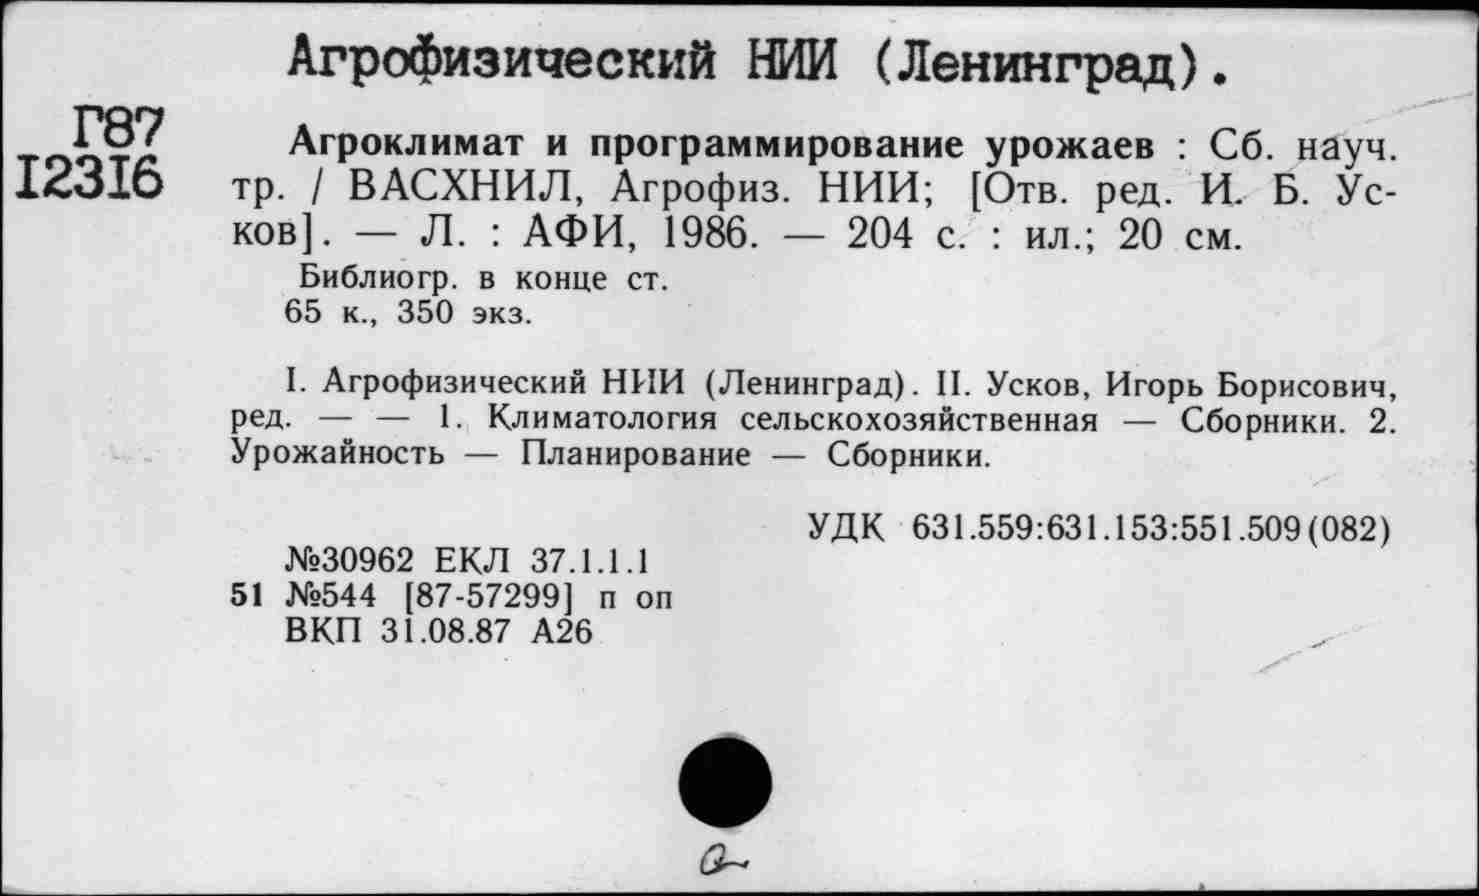 Агрофизический НИИ (Ленинград).
Г87
I23I6
Агроклимат и программирование урожаев : Сб. науч.
тр. / ВАСХНИЛ, Агрофиз. НИИ; [Отв. ред. И. Б. Ус-
ков]. — Л. : АФИ, 1986. — 204 с. : ил.; 20 см.
Библиогр. в конце ст.
65 к., 350 экз.
I. Агрофизический НИИ (Ленинград). II. Усков, Игорь Борисович,
ред. — — 1. Климатология сельскохозяйственная — Сборники. 2.
Урожайность — Планирование — Сборники.
УДК 631.559:631.153:551.509(082)
№30962 ЕКЛ 37.1.1.1
51 №544 [87-57299] п оп
ВКП 31.08.87 А26